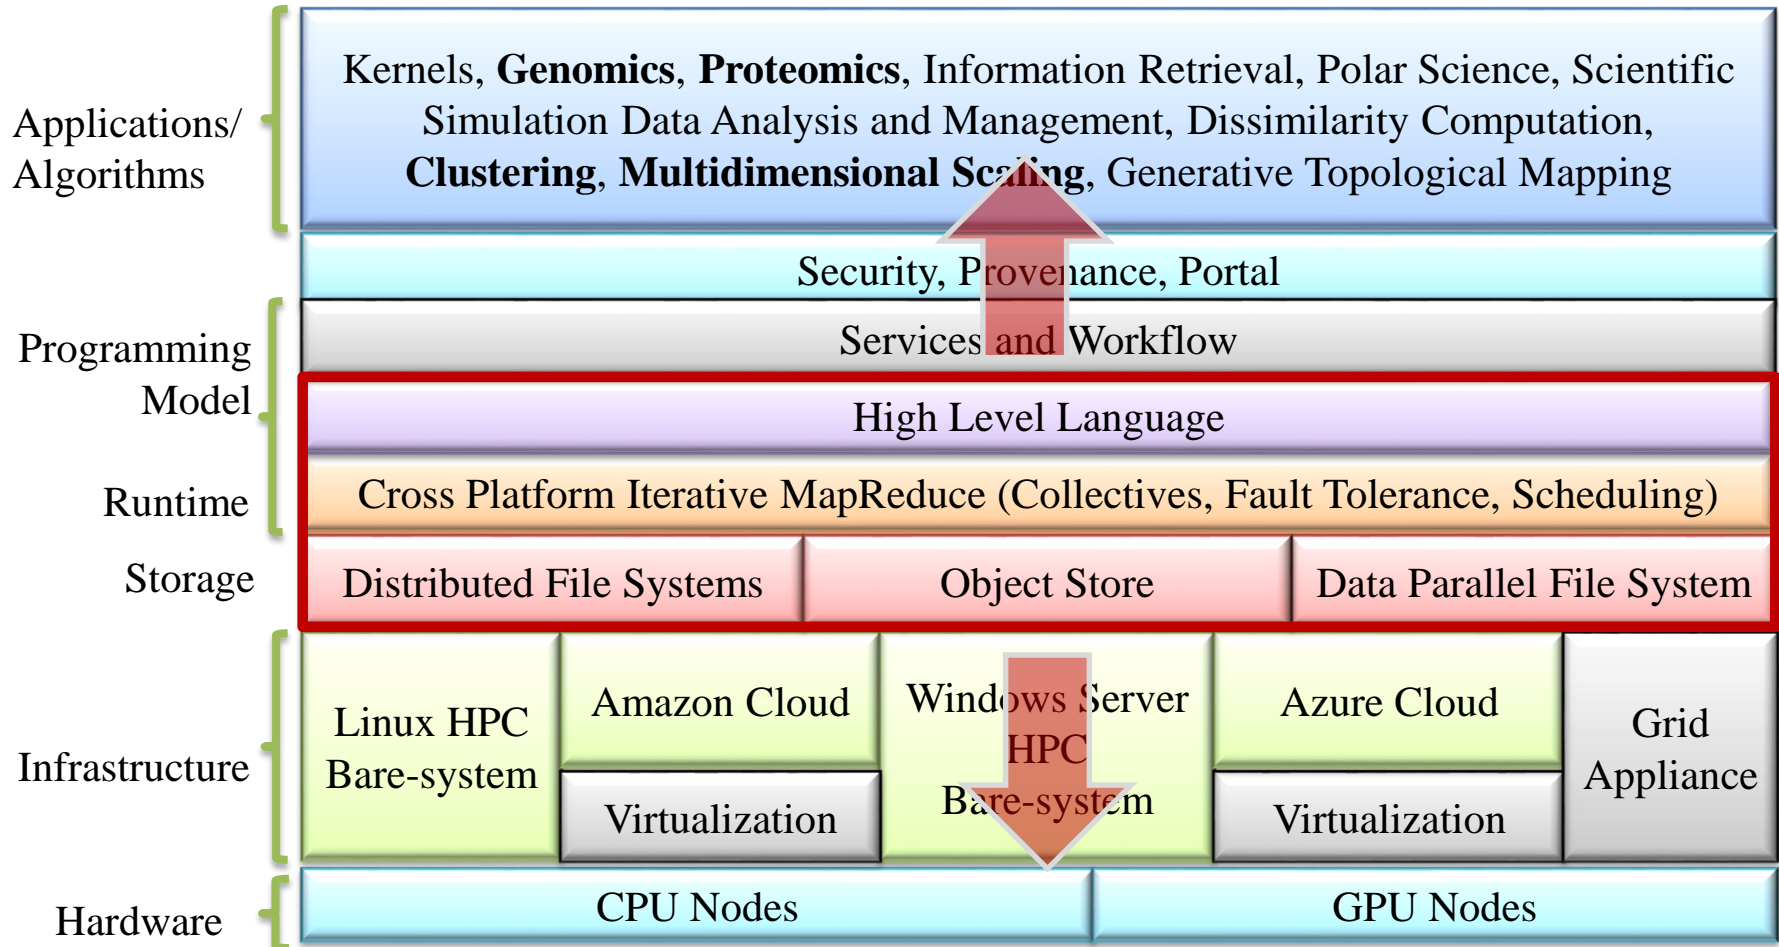 Applications/
Algorithms
Kernels, Genomics, Proteomics, Information Retrieval, Polar Science, Scientific
Simulation Data Analysis and Management, Dissimilarity Computation,
Clustering, Multidimensional Scaling, Generative Topological Mapping
Security, Provenance, Portal
Programming
Model
Services and Workflow
High Level Language
Runtime
Cross Platform Iterative MapReduce (Collectives, Fault Tolerance, Scheduling)
Storage
Distributed File Systems
Object Store
Data Parallel File System
Infrastructure
Linux HPC
Bare-system
Amazon Cloud
Virtualization
Windows Server
HPC
Bare-system
Azure Cloud
Virtualization
Grid
Appliance
Hardware
CPU Nodes
GPU Nodes